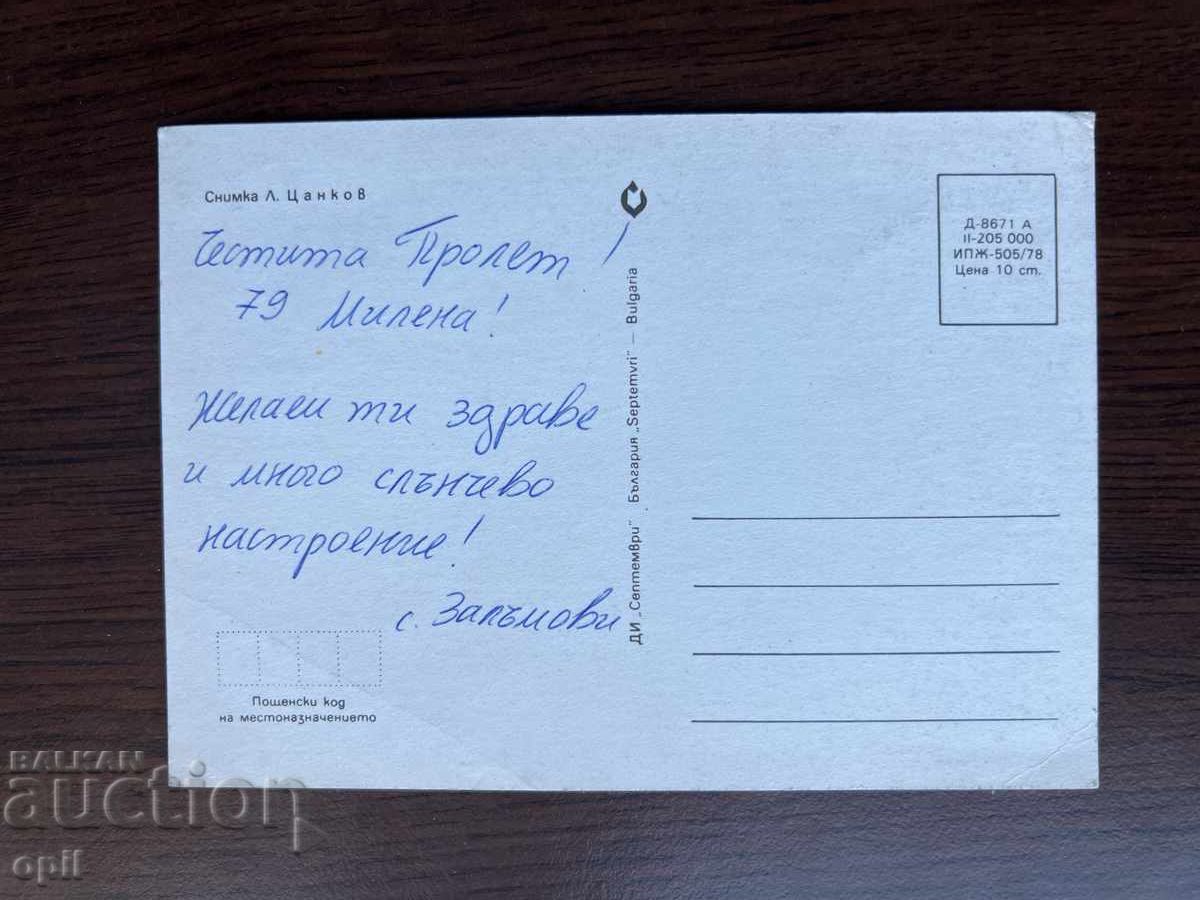 Снимка Л. Цанков
Честита Пролет!
79 Милена!
Желаем ти здраве
и много слънчево
настроение!
с.
Пощенски код
на местоназначението
ДИ „Септември" . България „Septemvri" — Bulgaria
Д-8671 А
II-205 000
ИПЖ-505/78
Цена 10 ст.
BALKAN
auction
opil